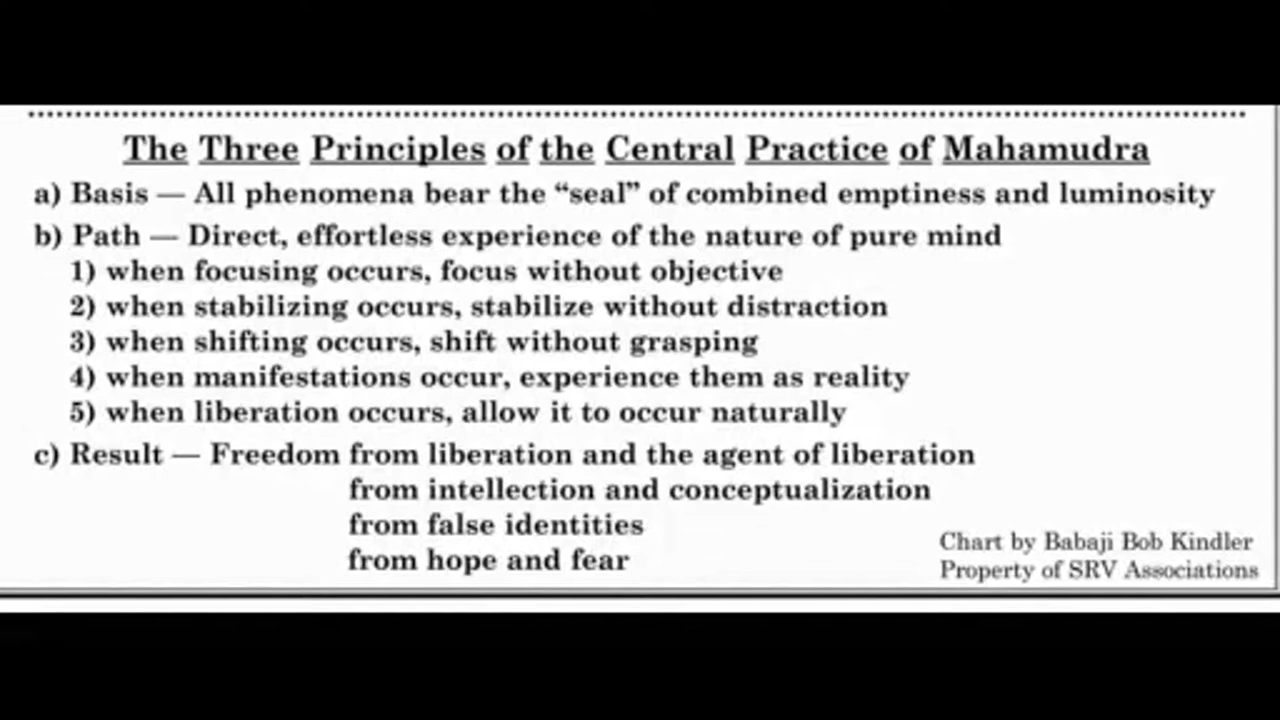 The Three Principles of the Central Practice of Mahamudra
a) Basis — All phenomena bear the “seal” of combined emptiness and luminosity
b) Path — Direct, effortless experience of the nature of pure mind
1) when focusing occurs, focus without objective
2) when stabilizing occurs, stabilize without distraction
3) when shifting occurs, shift without grasping
4) when manifestations occur, experience them as reality
5) when liberation occurs, allow it to occur naturally
c) Result — Freedom from liberation and the agent of liberation
from intellection and conceptualization
from false identities
from hope and fear
Chart by Babaji Bob Kindler
Property of SRV Associations